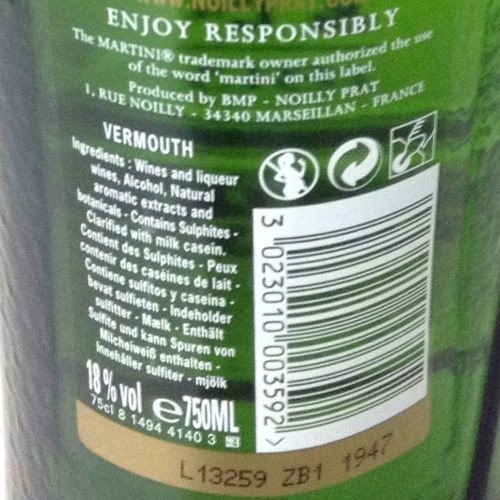 WWW.NOILLYPRAT.COM
ENJOY RESPONSIBLY
The MARTINI® trademark owner authorized the use
of the word 'martini' on this label.
Produced by BMP - NOILLY PRAT
1, RUE NOILLY - 34340 MARSEILLAN - FRANCE
VERMOUTH
Ingredients : Wines and liqueur
wines, Alcohol, Natural
aromatic extracts and
botanicals - Contains Sulphites -
Clarified with milk casein.
Contient des Sulphites - Peux
contenir des caséines de lait -
Contiene sulfitos y caseina -
Bevat sulfieten - Indeholder
sulfitter - Mælk - Enthält
Sulfite und kann Spuren von
Milcheiweiß enthalten -
Innehåller sulfiter - mjölk
18 % vol ℮750ML
75cl 8 1494 4140 3
3 023010 003592>
L13259 ZB1 1947